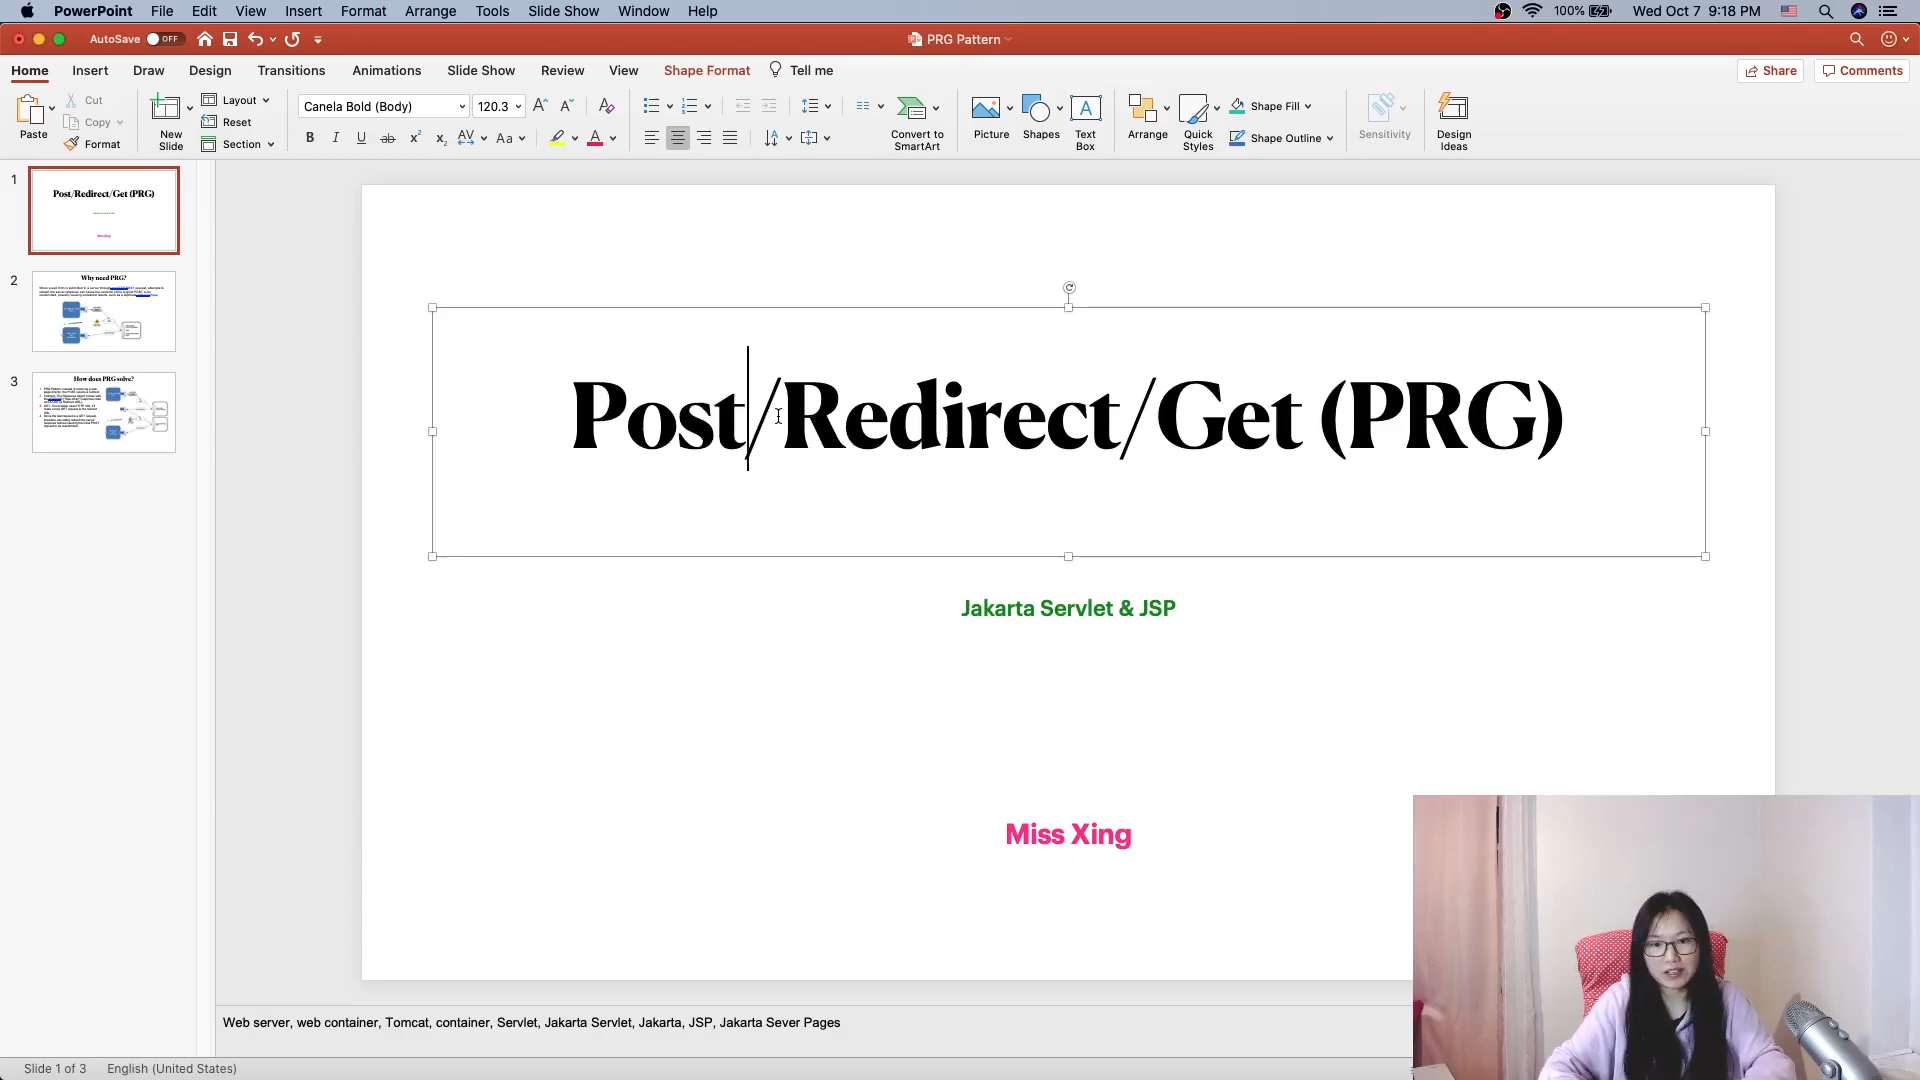 PowerPoint File Edit View Insert Format Arrange Tools Slide Show Window Help 100% Wed Oct 7 9:18 PM
AutoSave OFF PRG Pattern
Home Insert Draw Design Transitions Animations Slide Show Review View Shape Format Tell me Share Comments
Paste
Cut
Copy
Format
New Slide
Layout
Reset
Section
Canela Bold (Body) 120.3
Convert to SmartArt
Picture
Shapes
Text Box
Arrange
Quick Styles
Shape Fill
Shape Outline
Sensitivity
Design Ideas
1
Post/Redirect/Get (PRG)
2
Why need PRG?
3
How does PRG solve?
Post/Redirect/Get (PRG)
Jakarta Servlet & JSP
Miss Xing
Web server, web container, Tomcat, container, Servlet, Jakarta Servlet, Jakarta, JSP, Jakarta Sever Pages
Slide 1 of 3 English (United States)